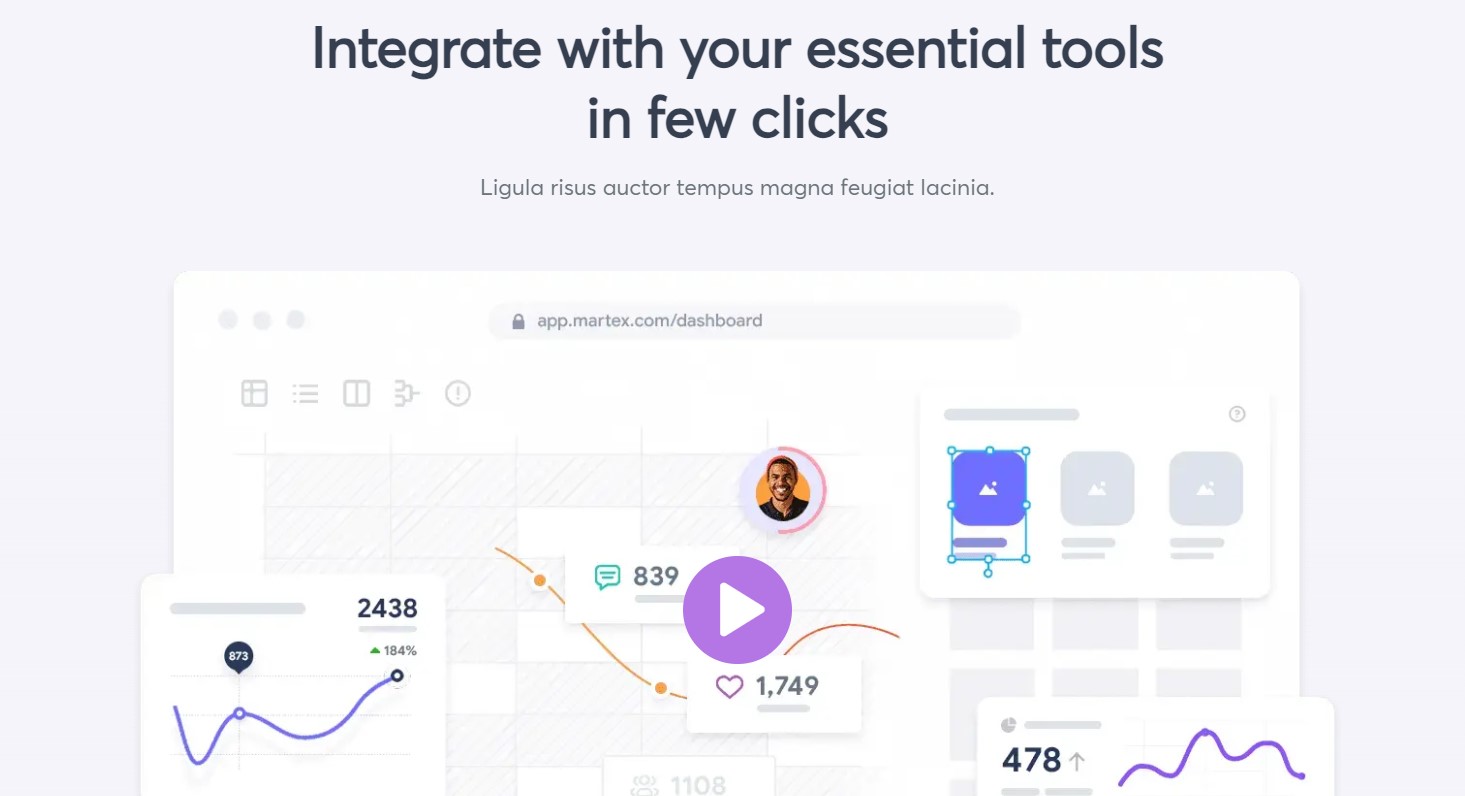 Integrate with your essential tools
in few clicks
Ligula risus auctor tempus magna feugiat lacinia.
app.martex.com/dashboard
839
2438
873
184%
1,749
478
1108